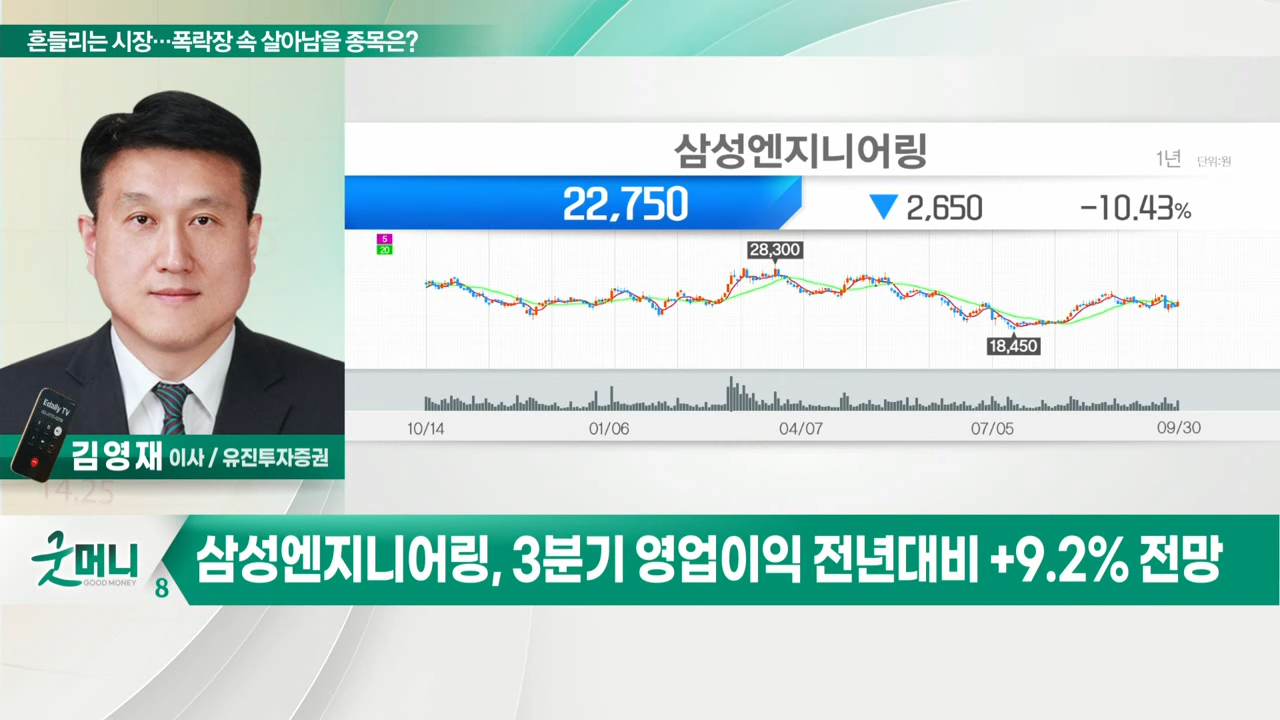 흔들리는 시장…폭락장 속 살아남을 종목은?
삼성엔지니어링
1년 단위:원
22,750 ▼ 2,650 -10.43%
5
20
28,300
18,450
10/14 01/06 04/07 07/05 09/30
Edaily TV
김영재 이사 / 유진투자증권
14.25
굿머니
GOOD MONEY
8
삼성엔지니어링, 3분기 영업이익 전년대비 +9.2% 전망